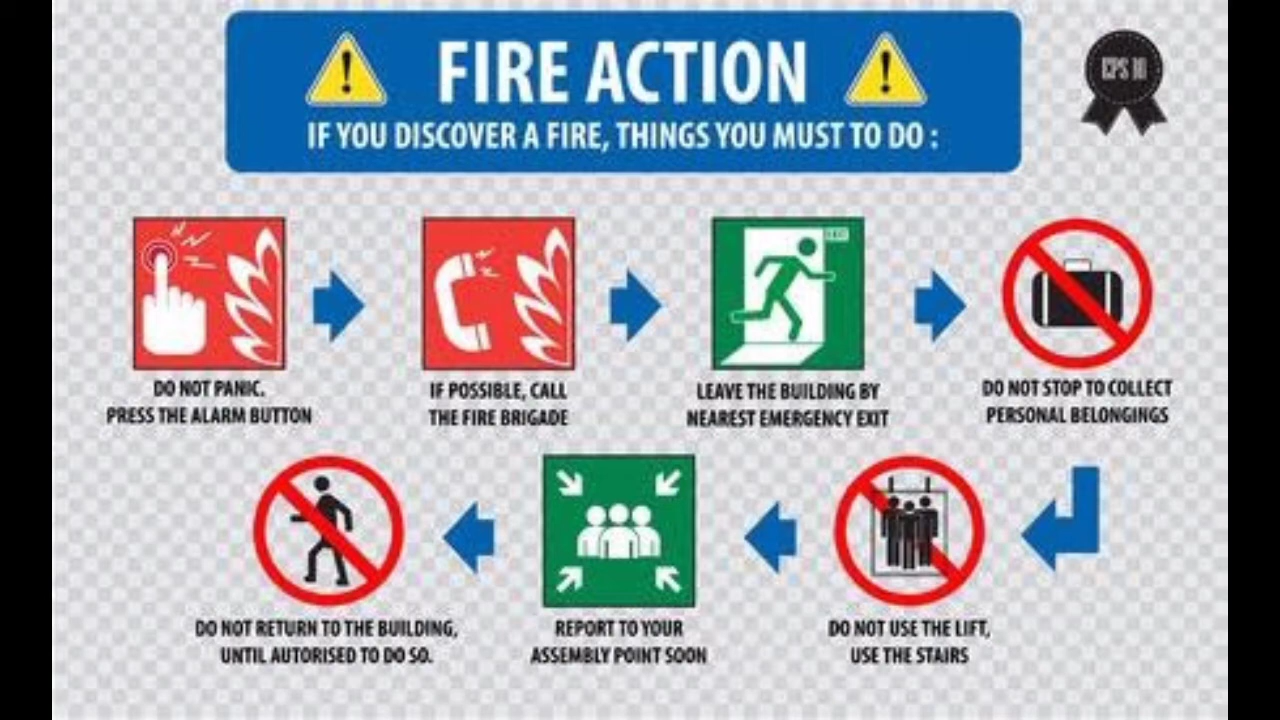 FIRE ACTION
IF YOU DISCOVER A FIRE, THINGS YOU MUST TO DO :
EPS 10
EXIT
DO NOT PANIC.
PRESS THE ALARM BUTTON
IF POSSIBLE, CALL
THE FIRE BRIGADE
LEAVE THE BUILDING BY
NEAREST EMERGENCY EXIT
DO NOT STOP TO COLLECT
PERSONAL BELONGINGS
DO NOT USE THE LIFT,
USE THE STAIRS
REPORT TO YOUR
ASSEMBLY POINT SOON
DO NOT RETURN TO THE BUILDING,
UNTIL AUTORISED TO DO SO.